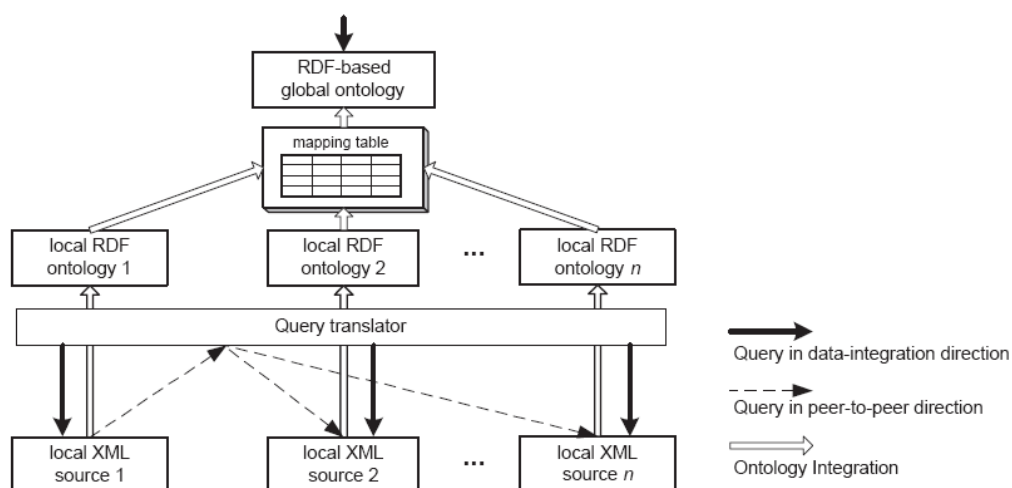 RDF-based
global ontology
mapping table
local RDF
ontology 1
local RDF
ontology 2
...
local RDF
ontology n
Query translator
Query in data-integration direction
Query in peer-to-peer direction
Ontology Integration
local XML
source 1
local XML
source 2
...
local XML
source n